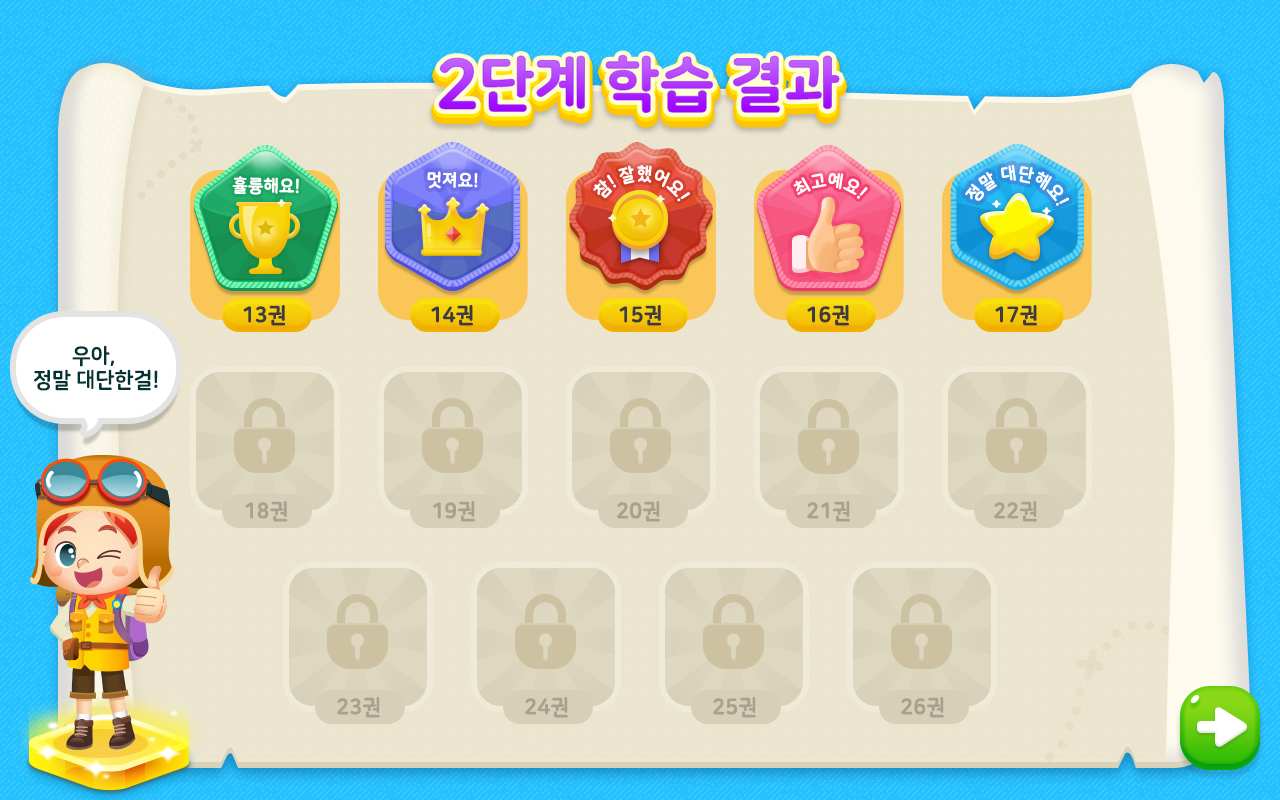 2단계 학습 결과
훌륭해요!
멋져요!
참! 잘했어요!
최고예요!
정말 대단해요!
13권
14권
15권
16권
17권
우아,
정말 대단한걸!
18권
19권
20권
21권
22권
23권
24권
25권
26권